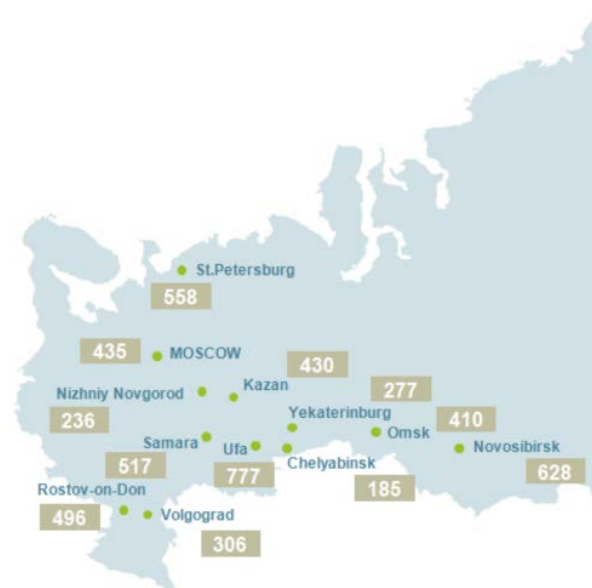 St.Petersburg
558
435
MOSCOW
430
Kazan
Nizhniy Novgorod
277
236
Yekaterinburg
410
Omsk
Samara
Ufa
Novosibirsk
517
777
Chelyabinsk
628
Rostov-on-Don
185
496
Volgograd
306